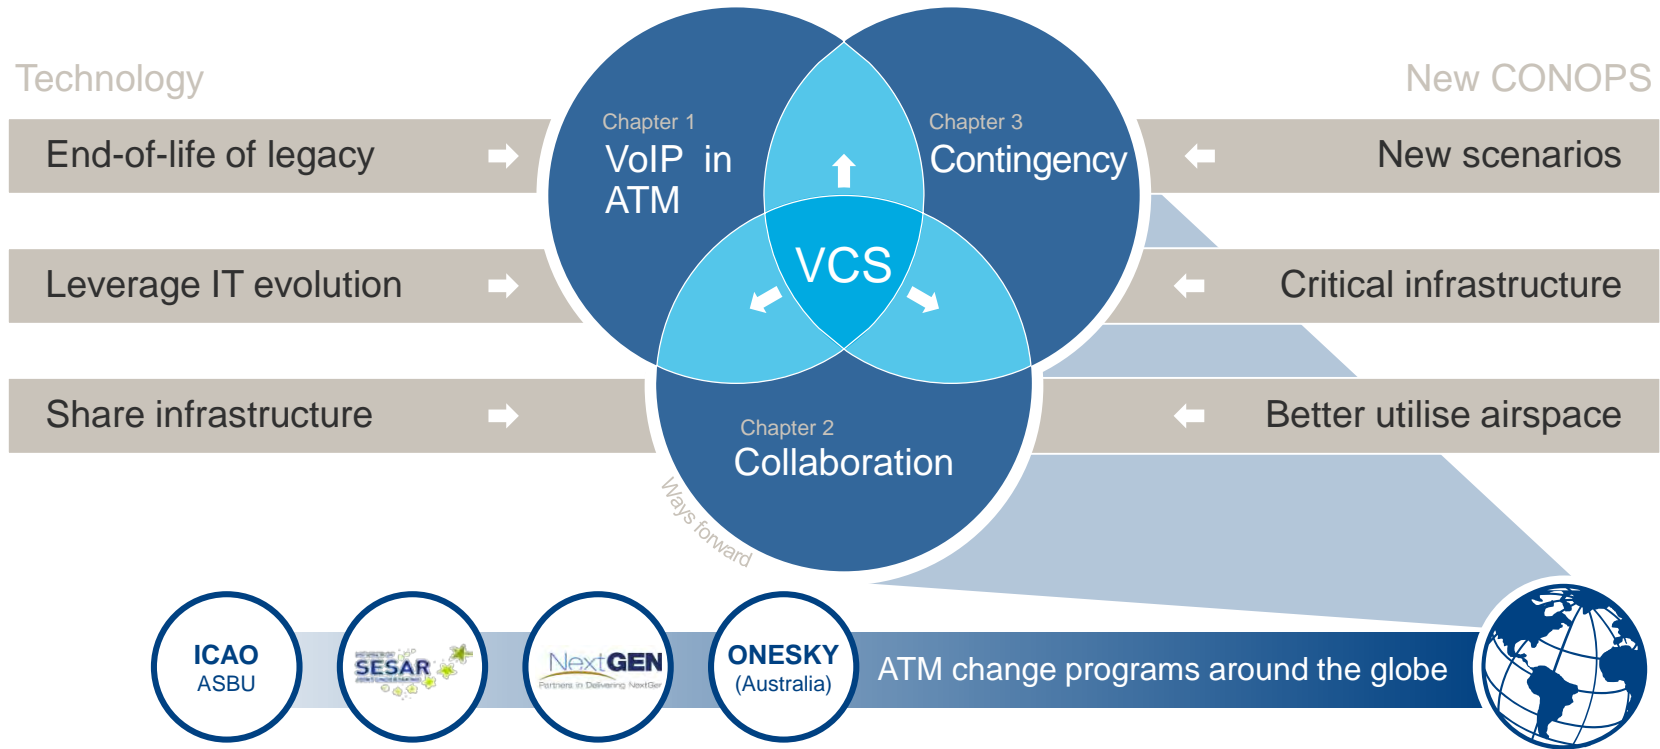 Technology
New CONOPS
End-of-life of legacy
Leverage IT evolution
Share infrastructure
Chapter 1
VoIP in
ATM
Chapter 3
Contingency
VCS
Chapter 2
Collaboration
Ways forward
New scenarios
Critical infrastructure
Better utilise airspace
ICAO
ASBU
SESAR
NextGEN
Partners in Delivering NextGen
ONESKY
(Australia)
ATM change programs around the globe